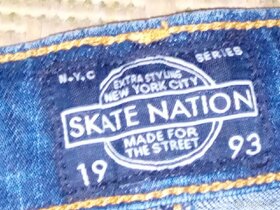 N.Y.C SERIES
EXTRA STYLING
NEW YORK CITY
SKATE NATION
MADE FOR
THE STREET
19 93